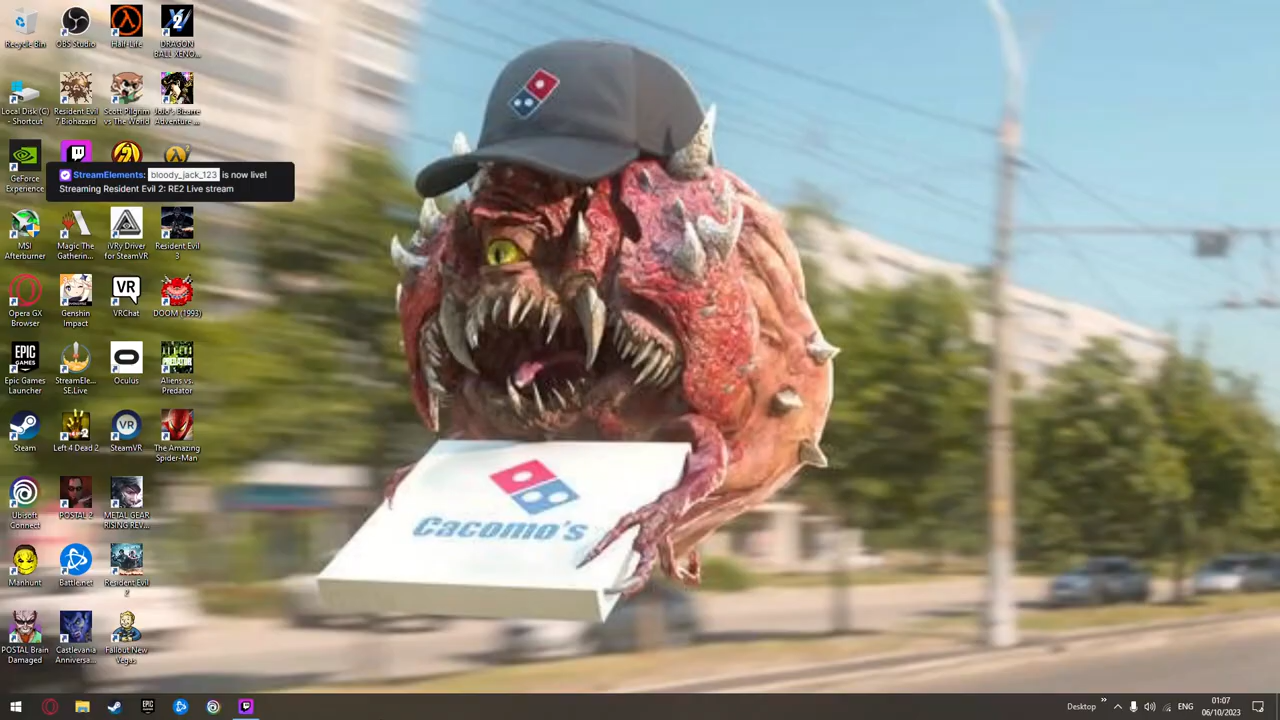 Recycle Bin
OBS Studio
Half-Life
DRAGON
BALL XENO...
Local Disk (C)
- Shortcut
Resident Evil
7 Biohazard
Scott Pilgrim
vs The World
JoJo's Bizarre
Adventure ...
GeForce
Experience
StreamElements: bloody_jack_123 is now live!
Streaming Resident Evil 2: RE2 Live stream
MSI
Afterburner
Magic The
Gatherin...
iVRy Driver
for SteamVR
Resident Evil
3
Opera GX
Browser
Genshin
Impact
VR
VRChat
DOOM (1993)
EPIC
GAMES
Epic Games
Launcher
StreamEle...
SE.Live
Oculus
Aliens vs.
Predator
Steam
Left 4 Dead 2
VR
SteamVR
The Amazing
Spider-Man
Ubisoft
Connect
POSTAL 2
METAL GEAR
RISING REV...
Manhunt
Battle.net
Resident Evil
2
POSTAL Brain
Damaged
Castlevania
Anniversa...
Fallout New
Vegas
Cacomo's
EPIC
Desktop
ENG
01:07
06/10/2023